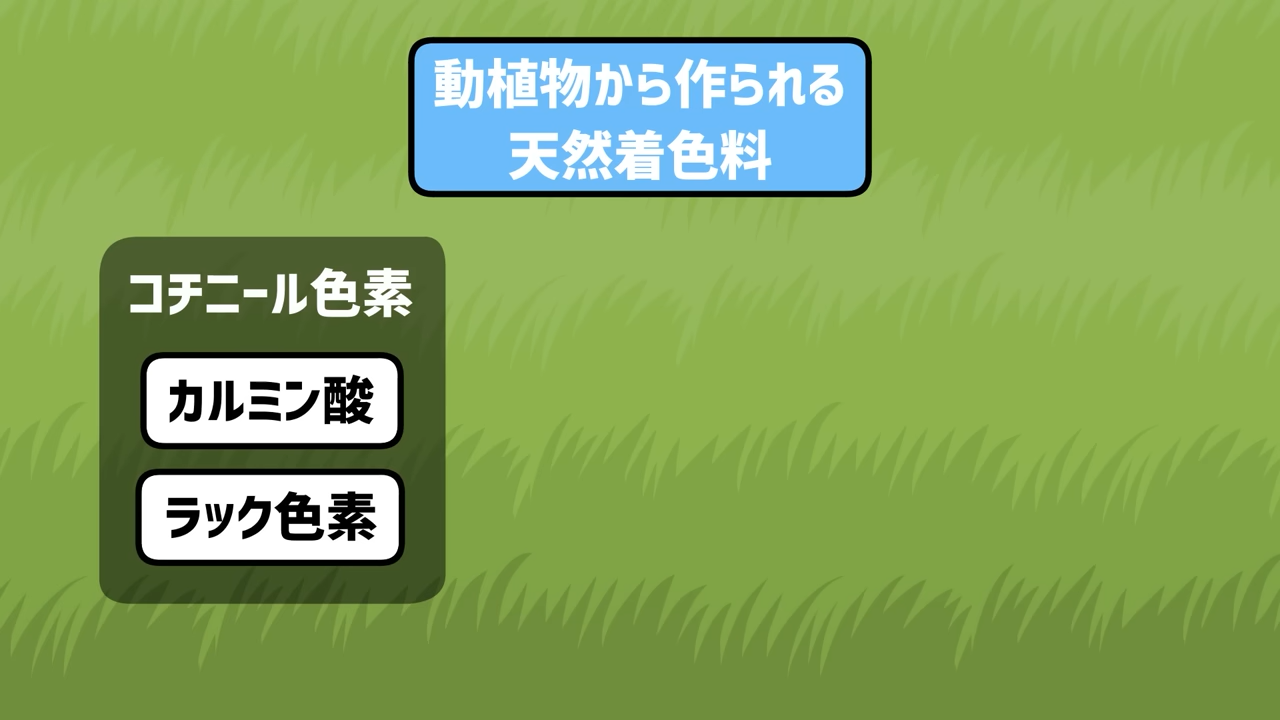 動植物から作られる
天然着色料
コチニール色素
カルミン酸
ラック色素